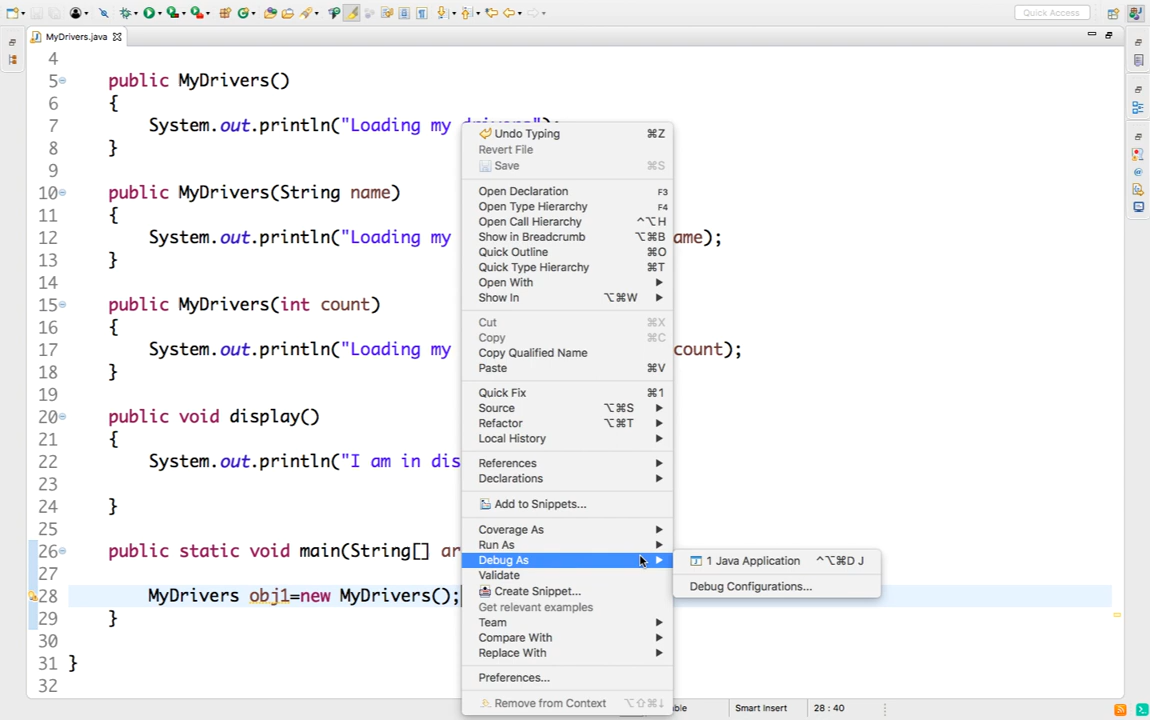 Quick Access
MyDrivers.java
4
5 public MyDrivers()
6 {
7 System.out.println("Loading my drivers");
8 }
9
10 public MyDrivers(String name)
11 {
12 System.out.println("Loading my ame);
13 }
14
15 public MyDrivers(int count)
16 {
17 System.out.println("Loading my count);
18 }
19
20 public void display()
21 {
22 System.out.println("I am in dis
23
24 }
25
26 public static void main(String[] ar
27
28 MyDrivers obj1=new MyDrivers();
29 }
30
31 }
32
Undo Typing ⌘Z
Revert File
Save ⌘S
Open Declaration F3
Open Type Hierarchy F4
Open Call Hierarchy ^⌥H
Show in Breadcrumb ⌥⌘B
Quick Outline ⌘O
Quick Type Hierarchy ⌘T
Open With
Show In ⌥⌘W
Cut ⌘X
Copy ⌘C
Copy Qualified Name
Paste ⌘V
Quick Fix ⌘1
Source ⌥⌘S
Refactor ⌥⌘T
Local History
References
Declarations
Add to Snippets...
Coverage As
Run As
Debug As
Validate
Create Snippet...
Get relevant examples
Team
Compare With
Replace With
Preferences...
Remove from Context ⌥⇧⌘↓
1 Java Application ^⌥⌘D J
Debug Configurations...
able Smart Insert 28 : 40